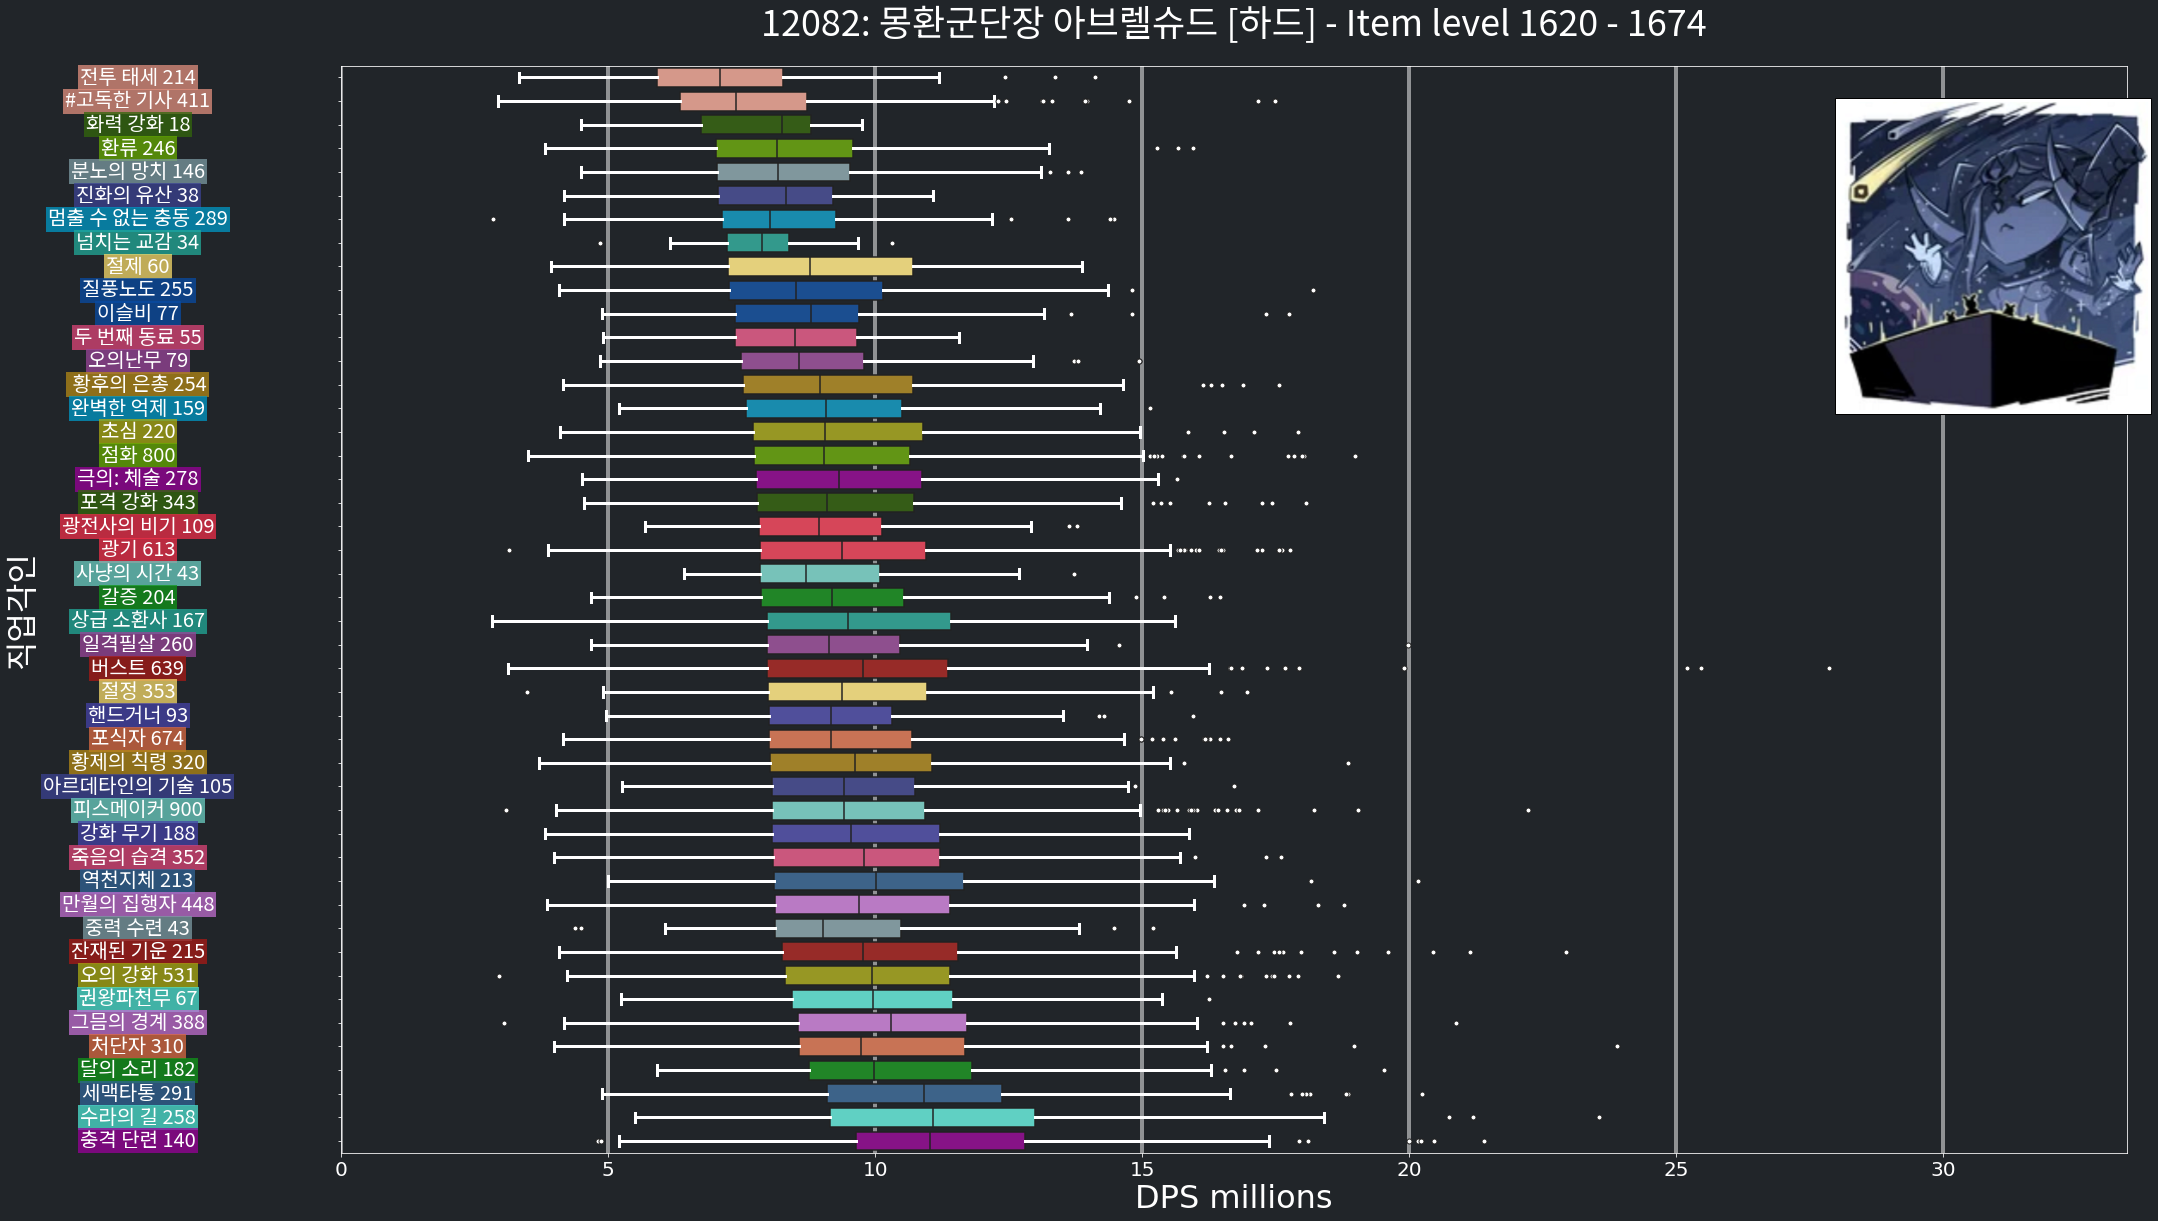 12082: 몽환군단장 아브렐슈드 [하드] - Item level 1620 - 1674
전투 태세 214
#고독한 기사 411
화력 강화 18
환류 246
분노의 망치 146
진화의 유산 38
멈출 수 없는 충동 289
넘치는 교감 34
절제 60
질풍노도 255
이슬비 77
두 번째 동료 55
오의난무 79
황후의 은총 254
완벽한 억제 159
초심 220
점화 800
극의: 체술 278
포격 강화 343
광전사의 비기 109
광기 613
사냥의 시간 43
갈증 204
상급 소환사 167
일격필살 260
버스트 639
절정 353
핸드거너 93
포식자 674
황제의 칙령 320
아르데타인의 기술 105
피스메이커 900
강화 무기 188
죽음의 습격 352
역천지체 213
만월의 집행자 448
중력 수련 43
잔재된 기운 215
오의 강화 531
권왕파천무 67
그믐의 경계 388
처단자 310
달의 소리 182
세맥타통 291
수라의 길 258
충격 단련 140
직업각인
0 5 10 15 20 25 30
DPS millions